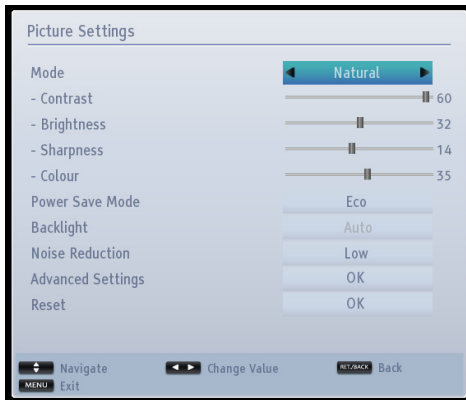 Picture Settings
Mode Natural
- Contrast 60
- Brightness 32
- Sharpness 14
- Colour 35
Power Save Mode Eco
Backlight Auto
Noise Reduction Low
Advanced Settings OK
Reset OK
Navigate Change Value RET./BACK Back
MENU Exit